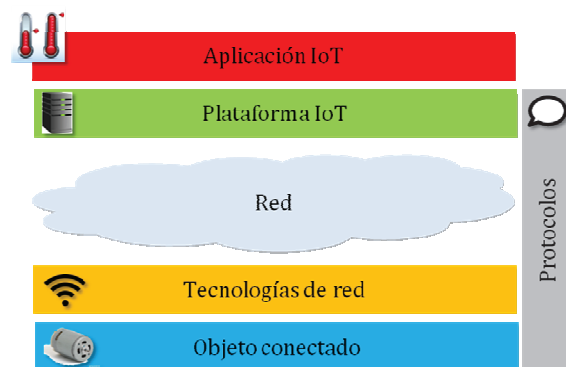 Aplicación IoT
Plataforma IoT
Red
Tecnologías de red
Objeto conectado
Protocolos